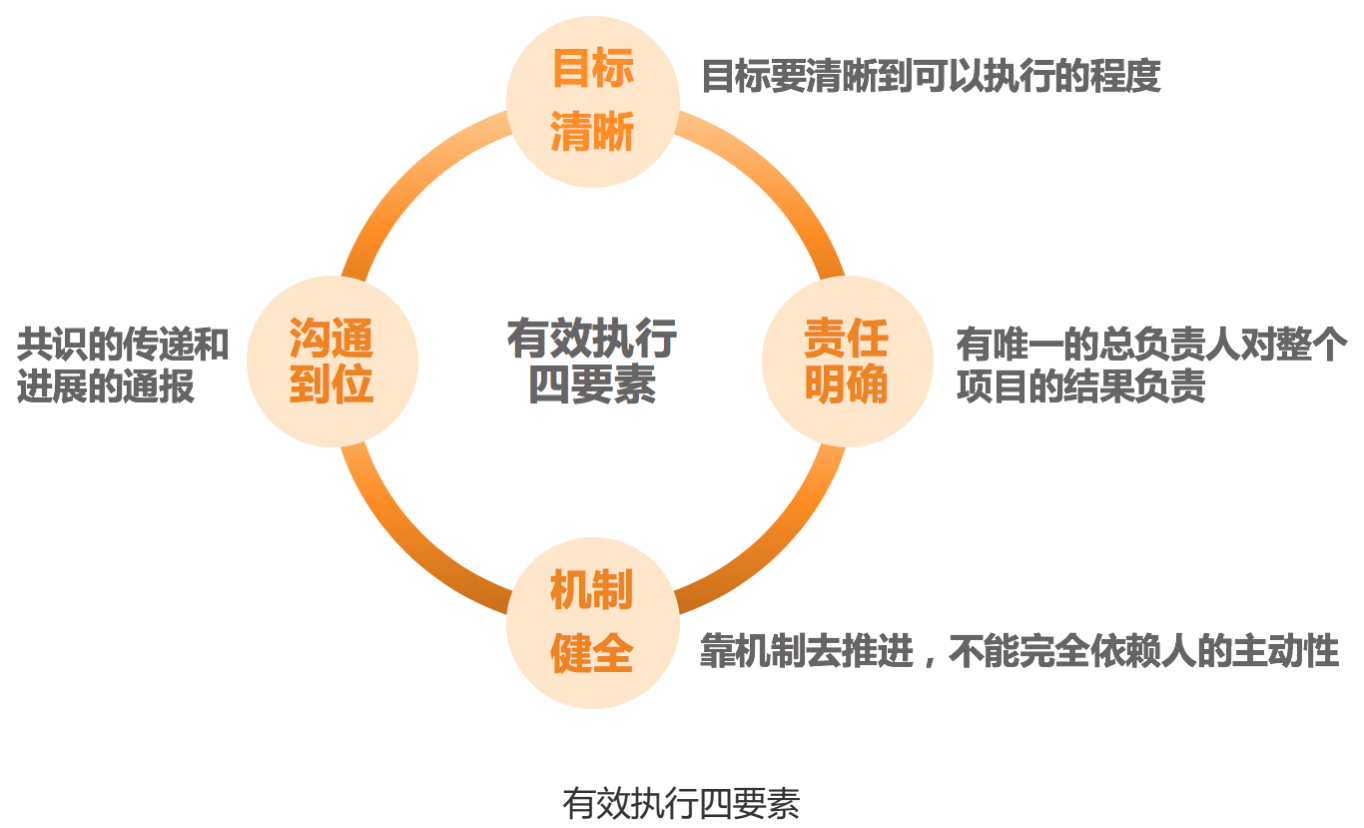 目标
清晰
目标要清晰到可以执行的程度
共识的传递和
进展的通报
沟通
到位
有效执行
四要素
责任
明确
有唯一的总负责人对整个
项目的结果负责
机制
健全
靠机制去推进，不能完全依赖人的主动性
有效执行四要素